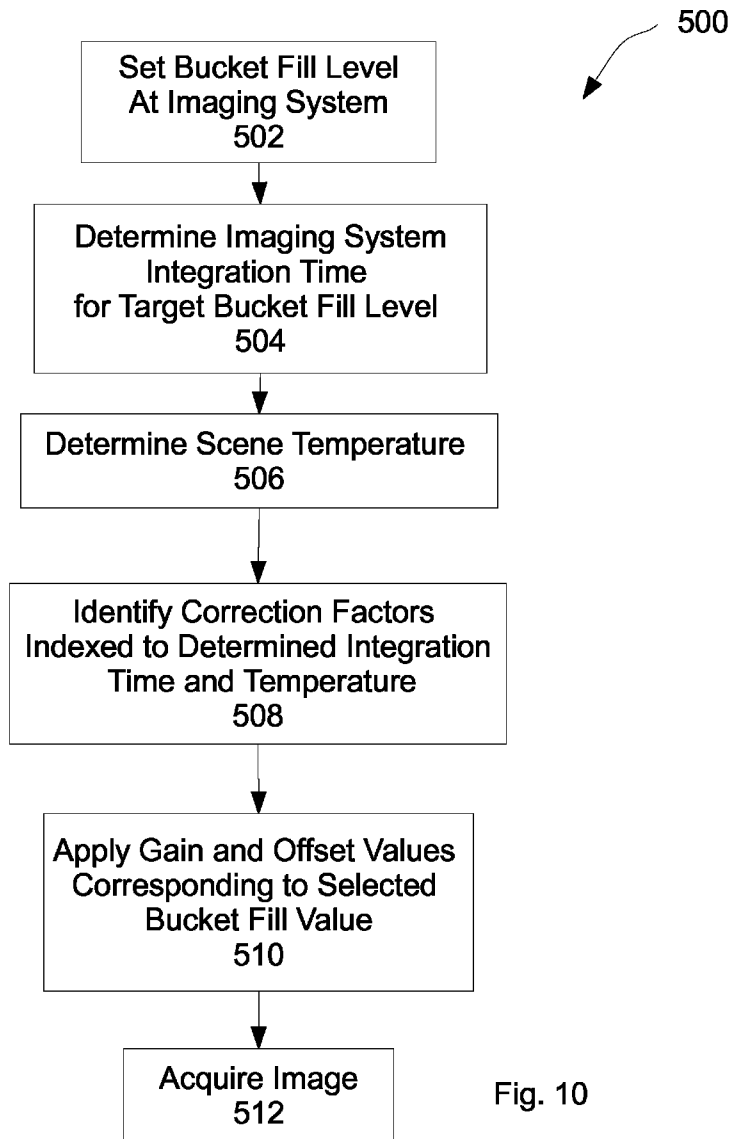 500
Set Bucket Fill Level
At Imaging System
502
Determine Imaging System
Integration Time
for Target Bucket Fill Level
504
Determine Scene Temperature
506
Identify Correction Factors
Indexed to Determined Integration
Time and Temperature
508
Apply Gain and Offset Values
Corresponding to Selected
Bucket Fill Value
510
Acquire Image
512
Fig. 10